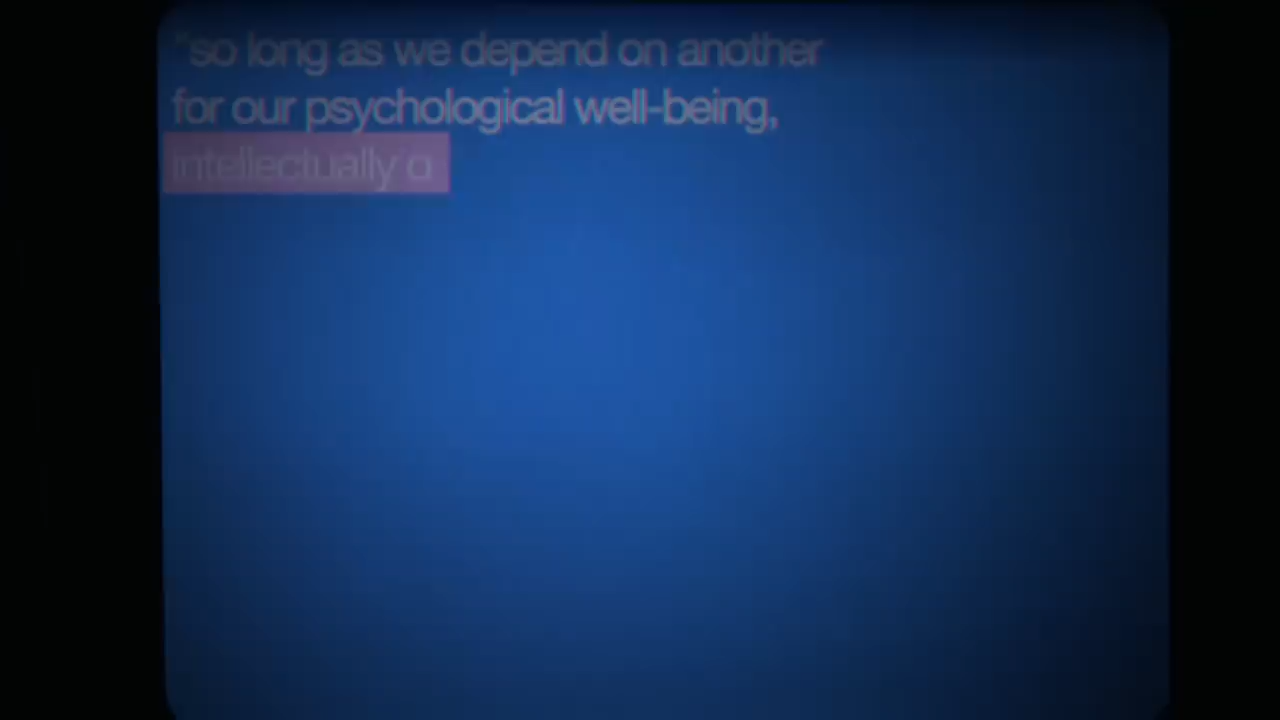 "so long as we depend on another
for our psychological well-being,
intellectually o